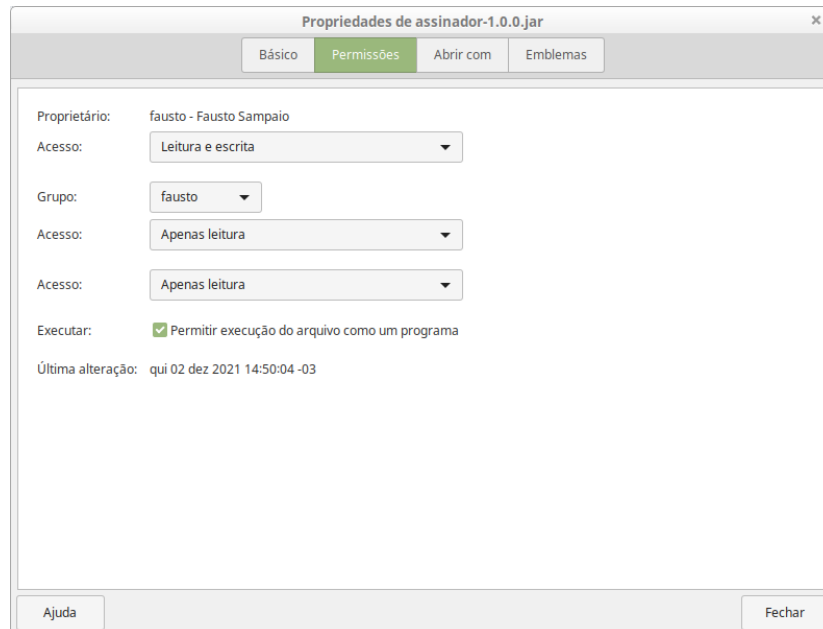 Propriedades de assinador-1.0.0.jar
Básico Permissões Abrir com Emblemas
Proprietário: fausto - Fausto Sampaio
Acesso: Leitura e escrita
Grupo: fausto
Acesso: Apenas leitura
Acesso: Apenas leitura
Executar: Permitir execução do arquivo como um programa
Última alteração: qui 02 dez 2021 14:50:04 -03
Ajuda Fechar